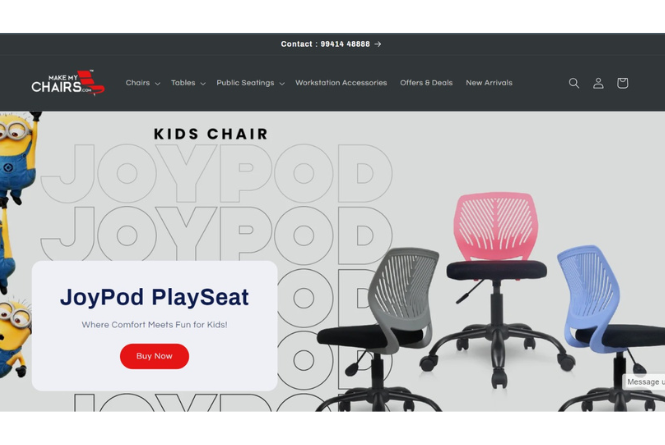 Contact : 99414 48888 →
MAKE MY
CHAIRS.COM
Chairs
Tables
Public Seatings
Workstation Accessories
Offers & Deals
New Arrivals
KIDS CHAIR
JOYPOD
JOYPOD
JOYPOD
JOYPOD
JOYPOD
JoyPod PlaySeat
Where Comfort Meets Fun for Kids!
Buy Now
Message u